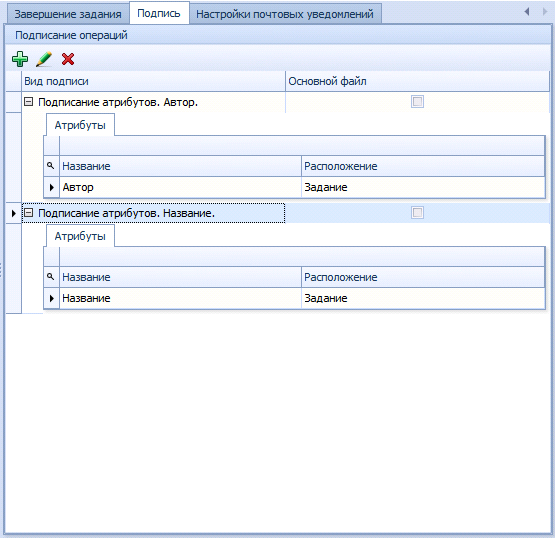 Завершение задания Подпись Настройки почтовых уведомлений
Подписание операций
Вид подписи Основной файл
Подписание атрибутов. Автор.
Атрибуты
Название Расположение
Автор Задание
Подписание атрибутов. Название.
Атрибуты
Название Расположение
Название Задание